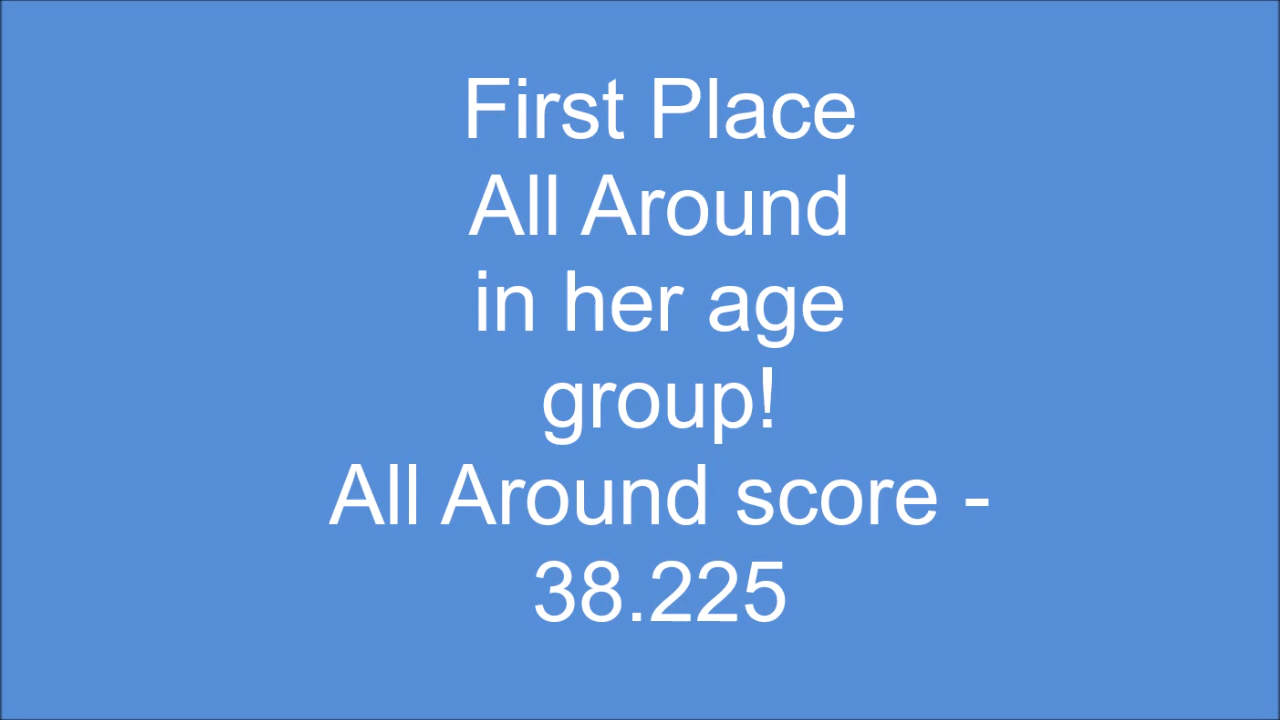 First Place
All Around
in her age
group!
All Around score -
38.225